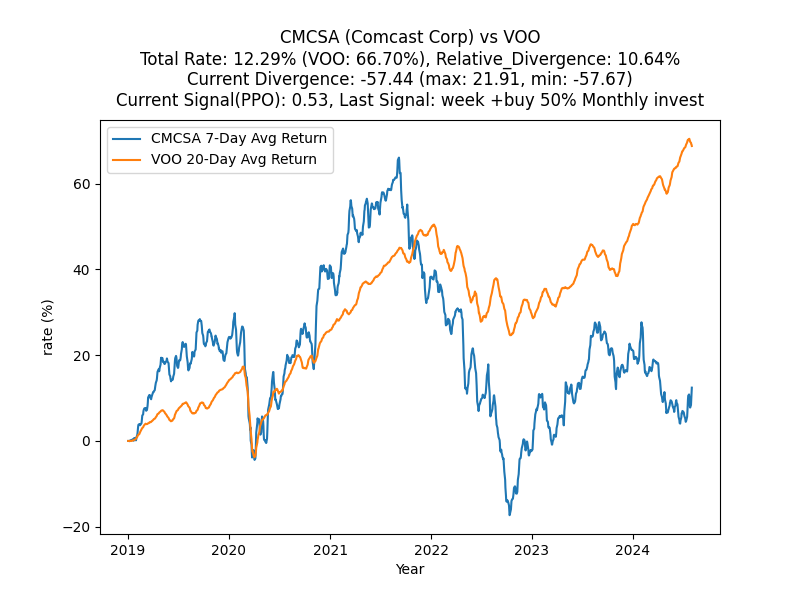 CMCSA (Comcast Corp) vs VOO
Total Rate: 12.29% (VOO: 66.70%), Relative_Divergence: 10.64%
Current Divergence: -57.44 (max: 21.91, min: -57.67)
Current Signal(PPO): 0.53, Last Signal: week +buy 50% Monthly invest
CMCSA 7-Day Avg Return
VOO 20-Day Avg Return
60
40
20
0
−20
rate (%)
2019 2020 2021 2022 2023 2024
Year